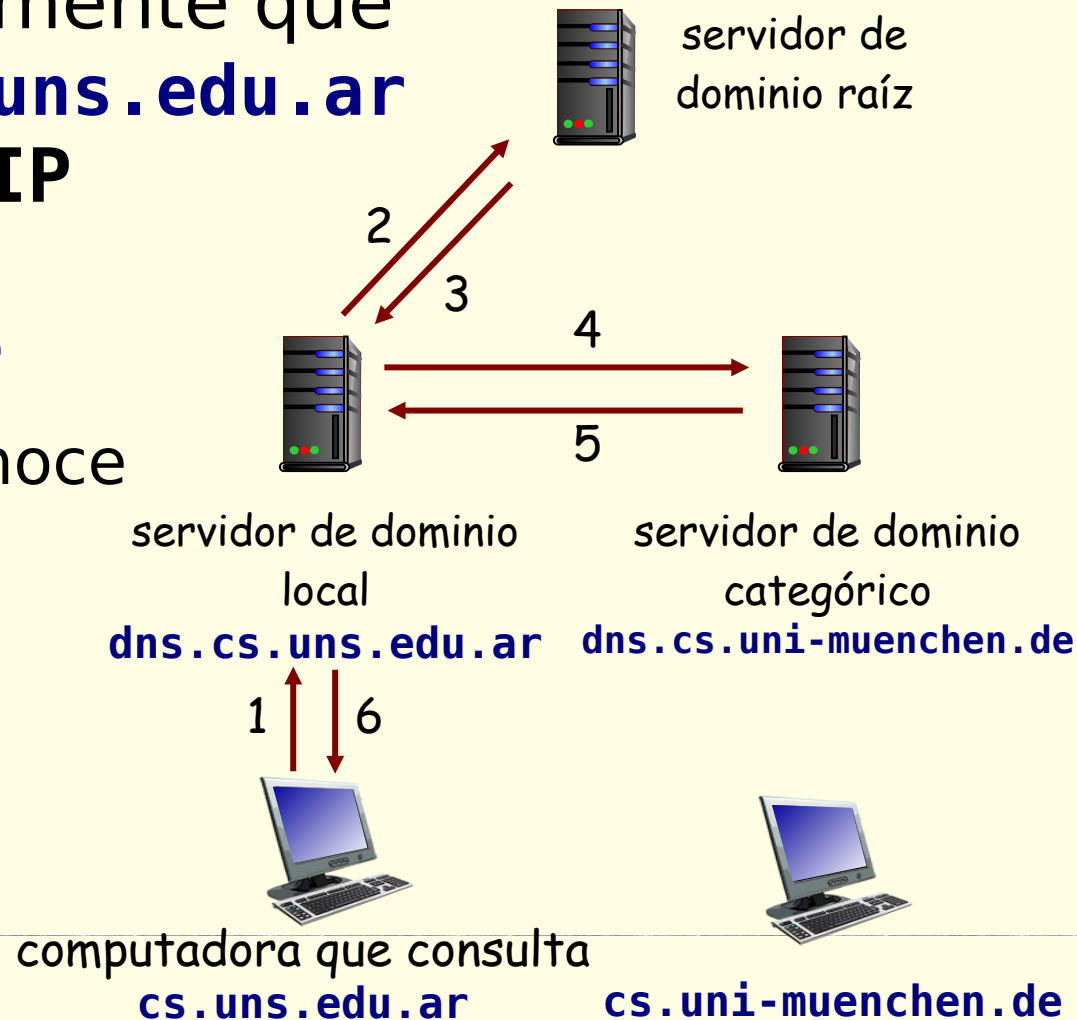 mente que
uns.edu.ar
IP
noce
servidor de
dominio raíz
2
3
4
5
servidor de dominio
local
dns.cs.uns.edu.ar
servidor de dominio
categórico
dns.cs.uni-muenchen.de
1
6
computadora que consulta
cs.uns.edu.ar
cs.uni-muenchen.de